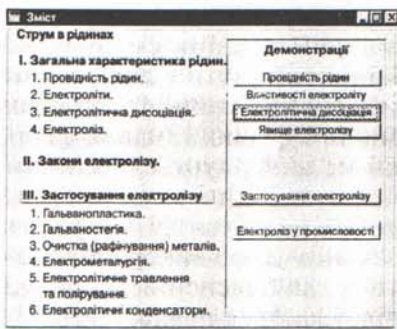 Зміст
Струм в рідинах
I. Загальна характеристика рідин.
1. Провідність рідин.
2. Електроліти.
3. Електролітична дисоціація.
4. Електроліз.
II. Закони електролізу.
III. Застосування електролізу
1. Гальванопластика.
2. Гальваностегія.
3. Очистка (рафінування) металів.
4. Електрометалургія.
5. Електролітичне травлення
та полірування.
6. Електролітичні конденсатори.
Демонстрації
Провідність рідин
Властивості електроліту
Електролітична дисоціація
Явище електролізу
Застосування електролізу
Електроліз у промисловості